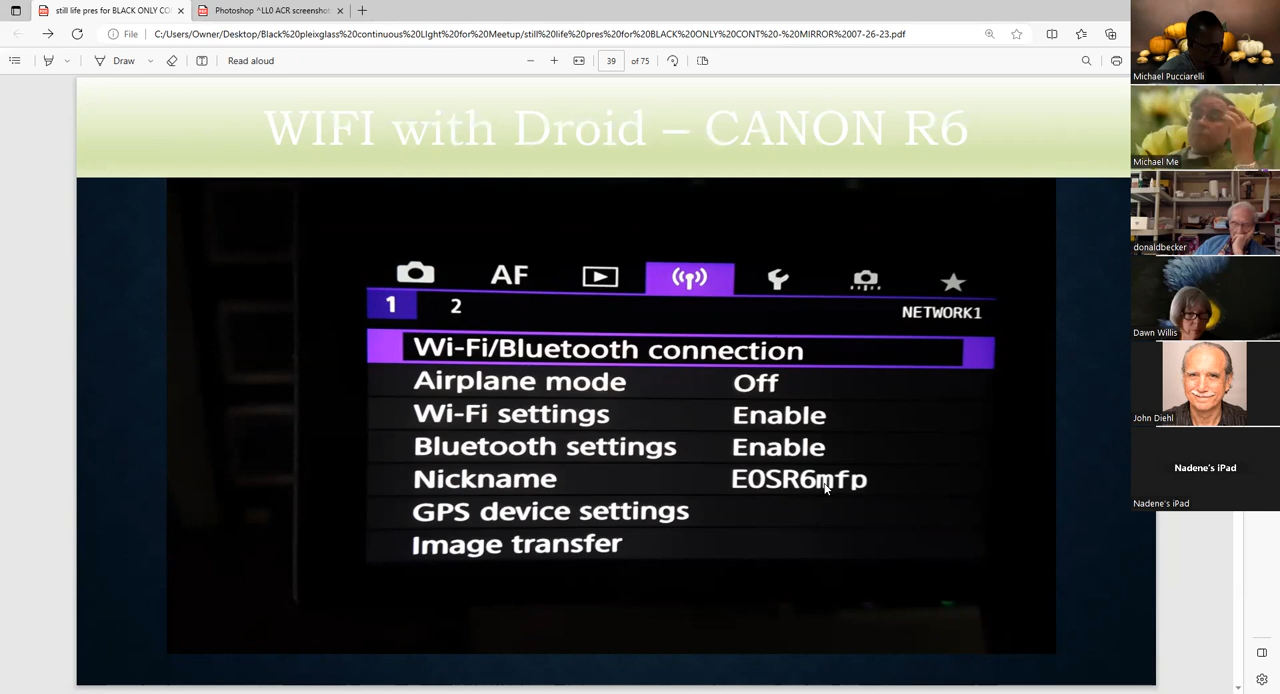 still life pres for BLACK ONLY CO
Photoshop ^LL0 ACR screenshot
File
C:/Users/Owner/Desktop/Black%20pleixglass%20continuous%20LIght%20for%20Meetup/still%20life%20pres%20for%20BLACK%20ONLY%20CONT%20-%20MIRROR%2007-26-23.pdf
Draw
Read aloud
39 of 75
WIFI with Droid – CANON R6
AF
1 2 NETWORK1
Wi-Fi/Bluetooth connection
Airplane mode Off
Wi-Fi settings Enable
Bluetooth settings Enable
Nickname EOSR6mfp
GPS device settings
Image transfer
Michael Pucciarelli
Michael Me
donaldbecker
Dawn Willis
John Diehl
Nadene's iPad
Nadene's iPad